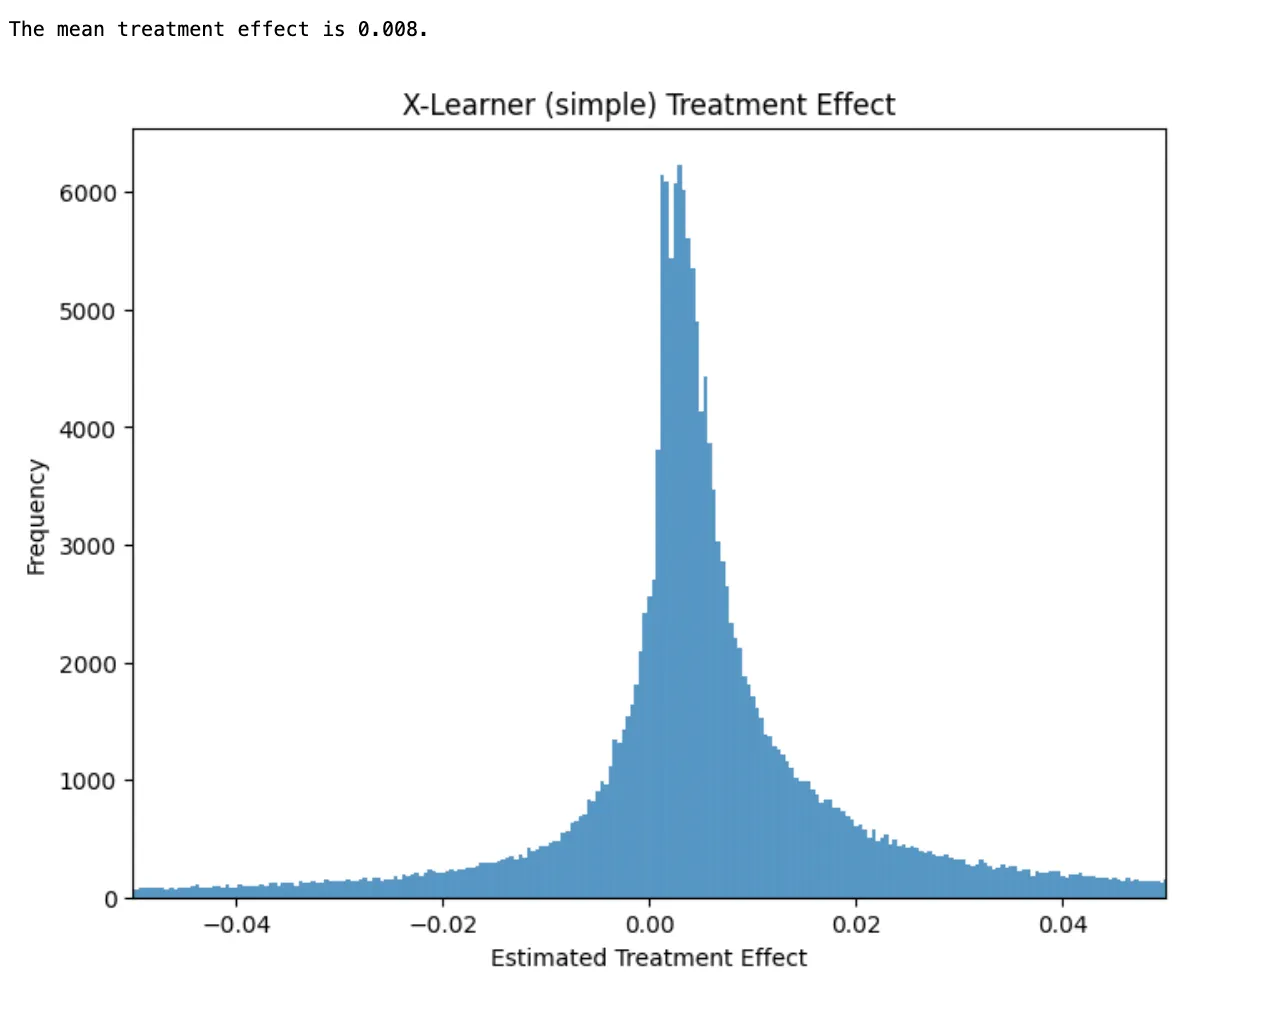 The mean treatment effect is 0.008.
X-Learner (simple) Treatment Effect
6000
5000
4000
3000
2000
1000
0
Frequency
−0.04 −0.02 0.00 0.02 0.04
Estimated Treatment Effect